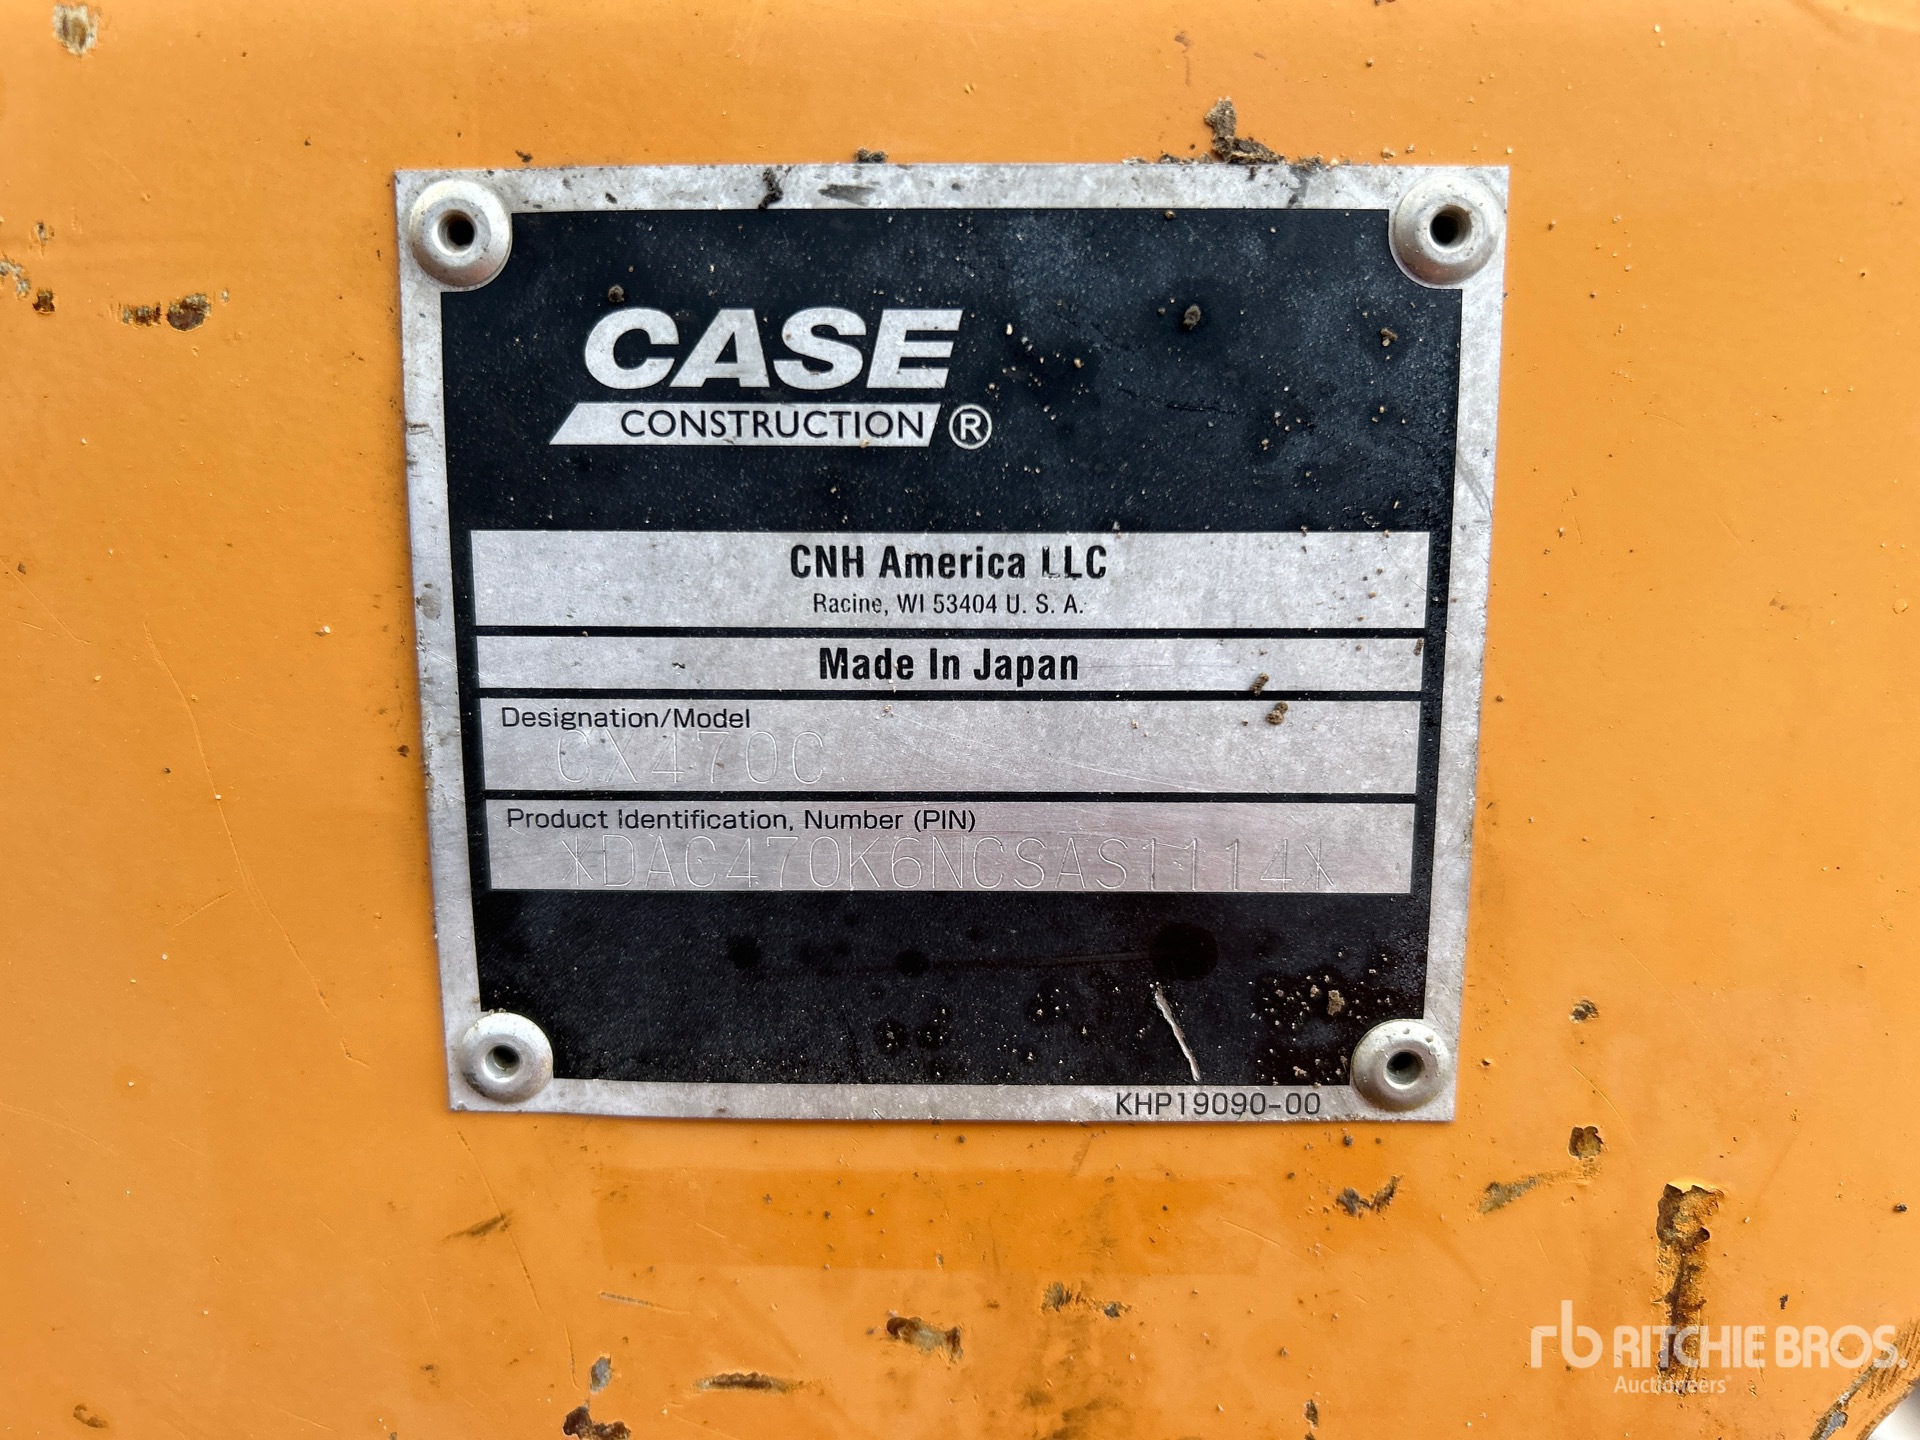 CASE
CONSTRUCTION ®
CNH America LLC
Racine, WI 53404 U. S. A.
Made In Japan
Designation/Model
CX470C
Product Identification, Number (PIN)
*DAC470K6NCSAS1114*
KHP19090-00
rb RITCHIE BROS.
Auctioneers